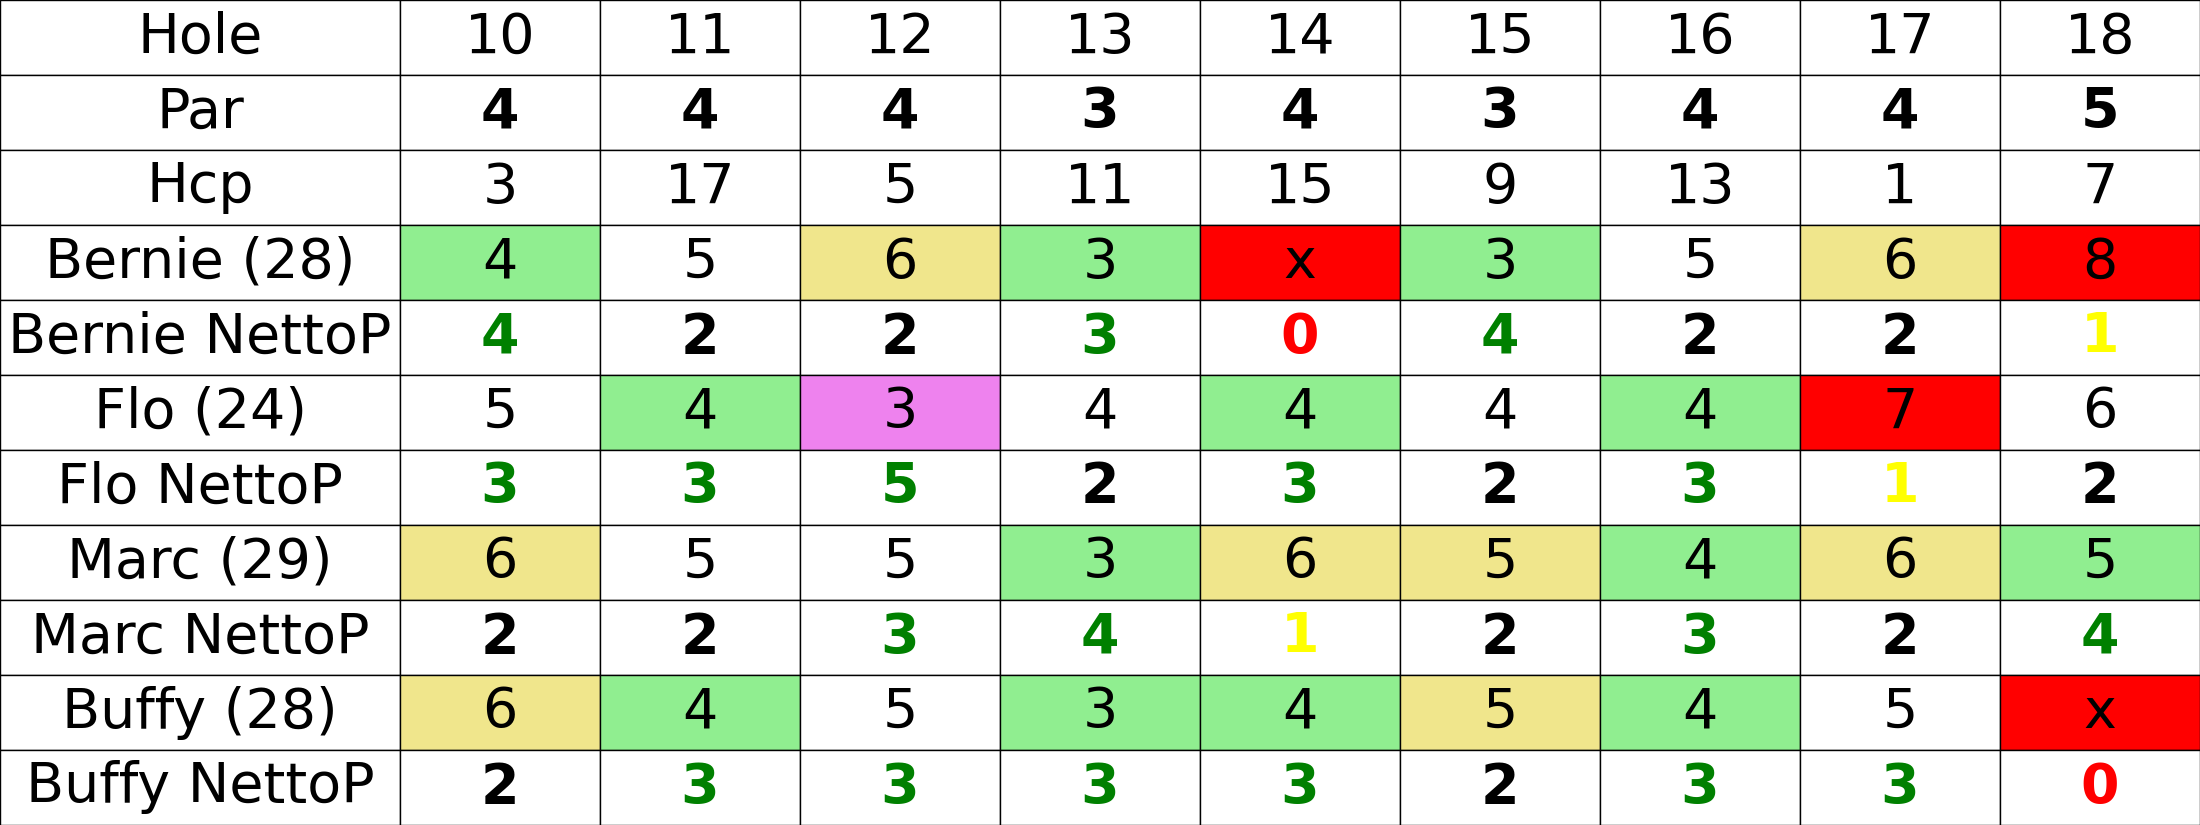 Hole 10 11 12 13 14 15 16 17 18
Par 4 4 4 3 4 3 4 4 5
Hcp 3 17 5 11 15 9 13 1 7
Bernie (28) 4 5 6 3 x 3 5 6 8
Bernie NettoP 4 2 2 3 0 4 2 2 1
Flo (24) 5 4 3 4 4 4 4 7 6
Flo NettoP 3 3 5 2 3 2 3 1 2
Marc (29) 6 5 5 3 6 5 4 6 5
Marc NettoP 2 2 3 4 1 2 3 2 4
Buffy (28) 6 4 5 3 4 5 4 5 x
Buffy NettoP 2 3 3 3 3 2 3 3 0